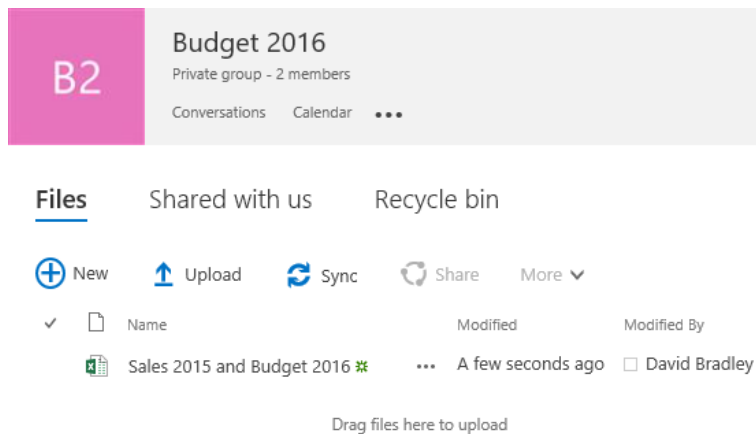 B2
Budget 2016
Private group - 2 members
Conversations Calendar •••
Files Shared with us Recycle bin
New Upload Sync Share More
Name Modified Modified By
Sales 2015 and Budget 2016 ••• A few seconds ago David Bradley
Drag files here to upload